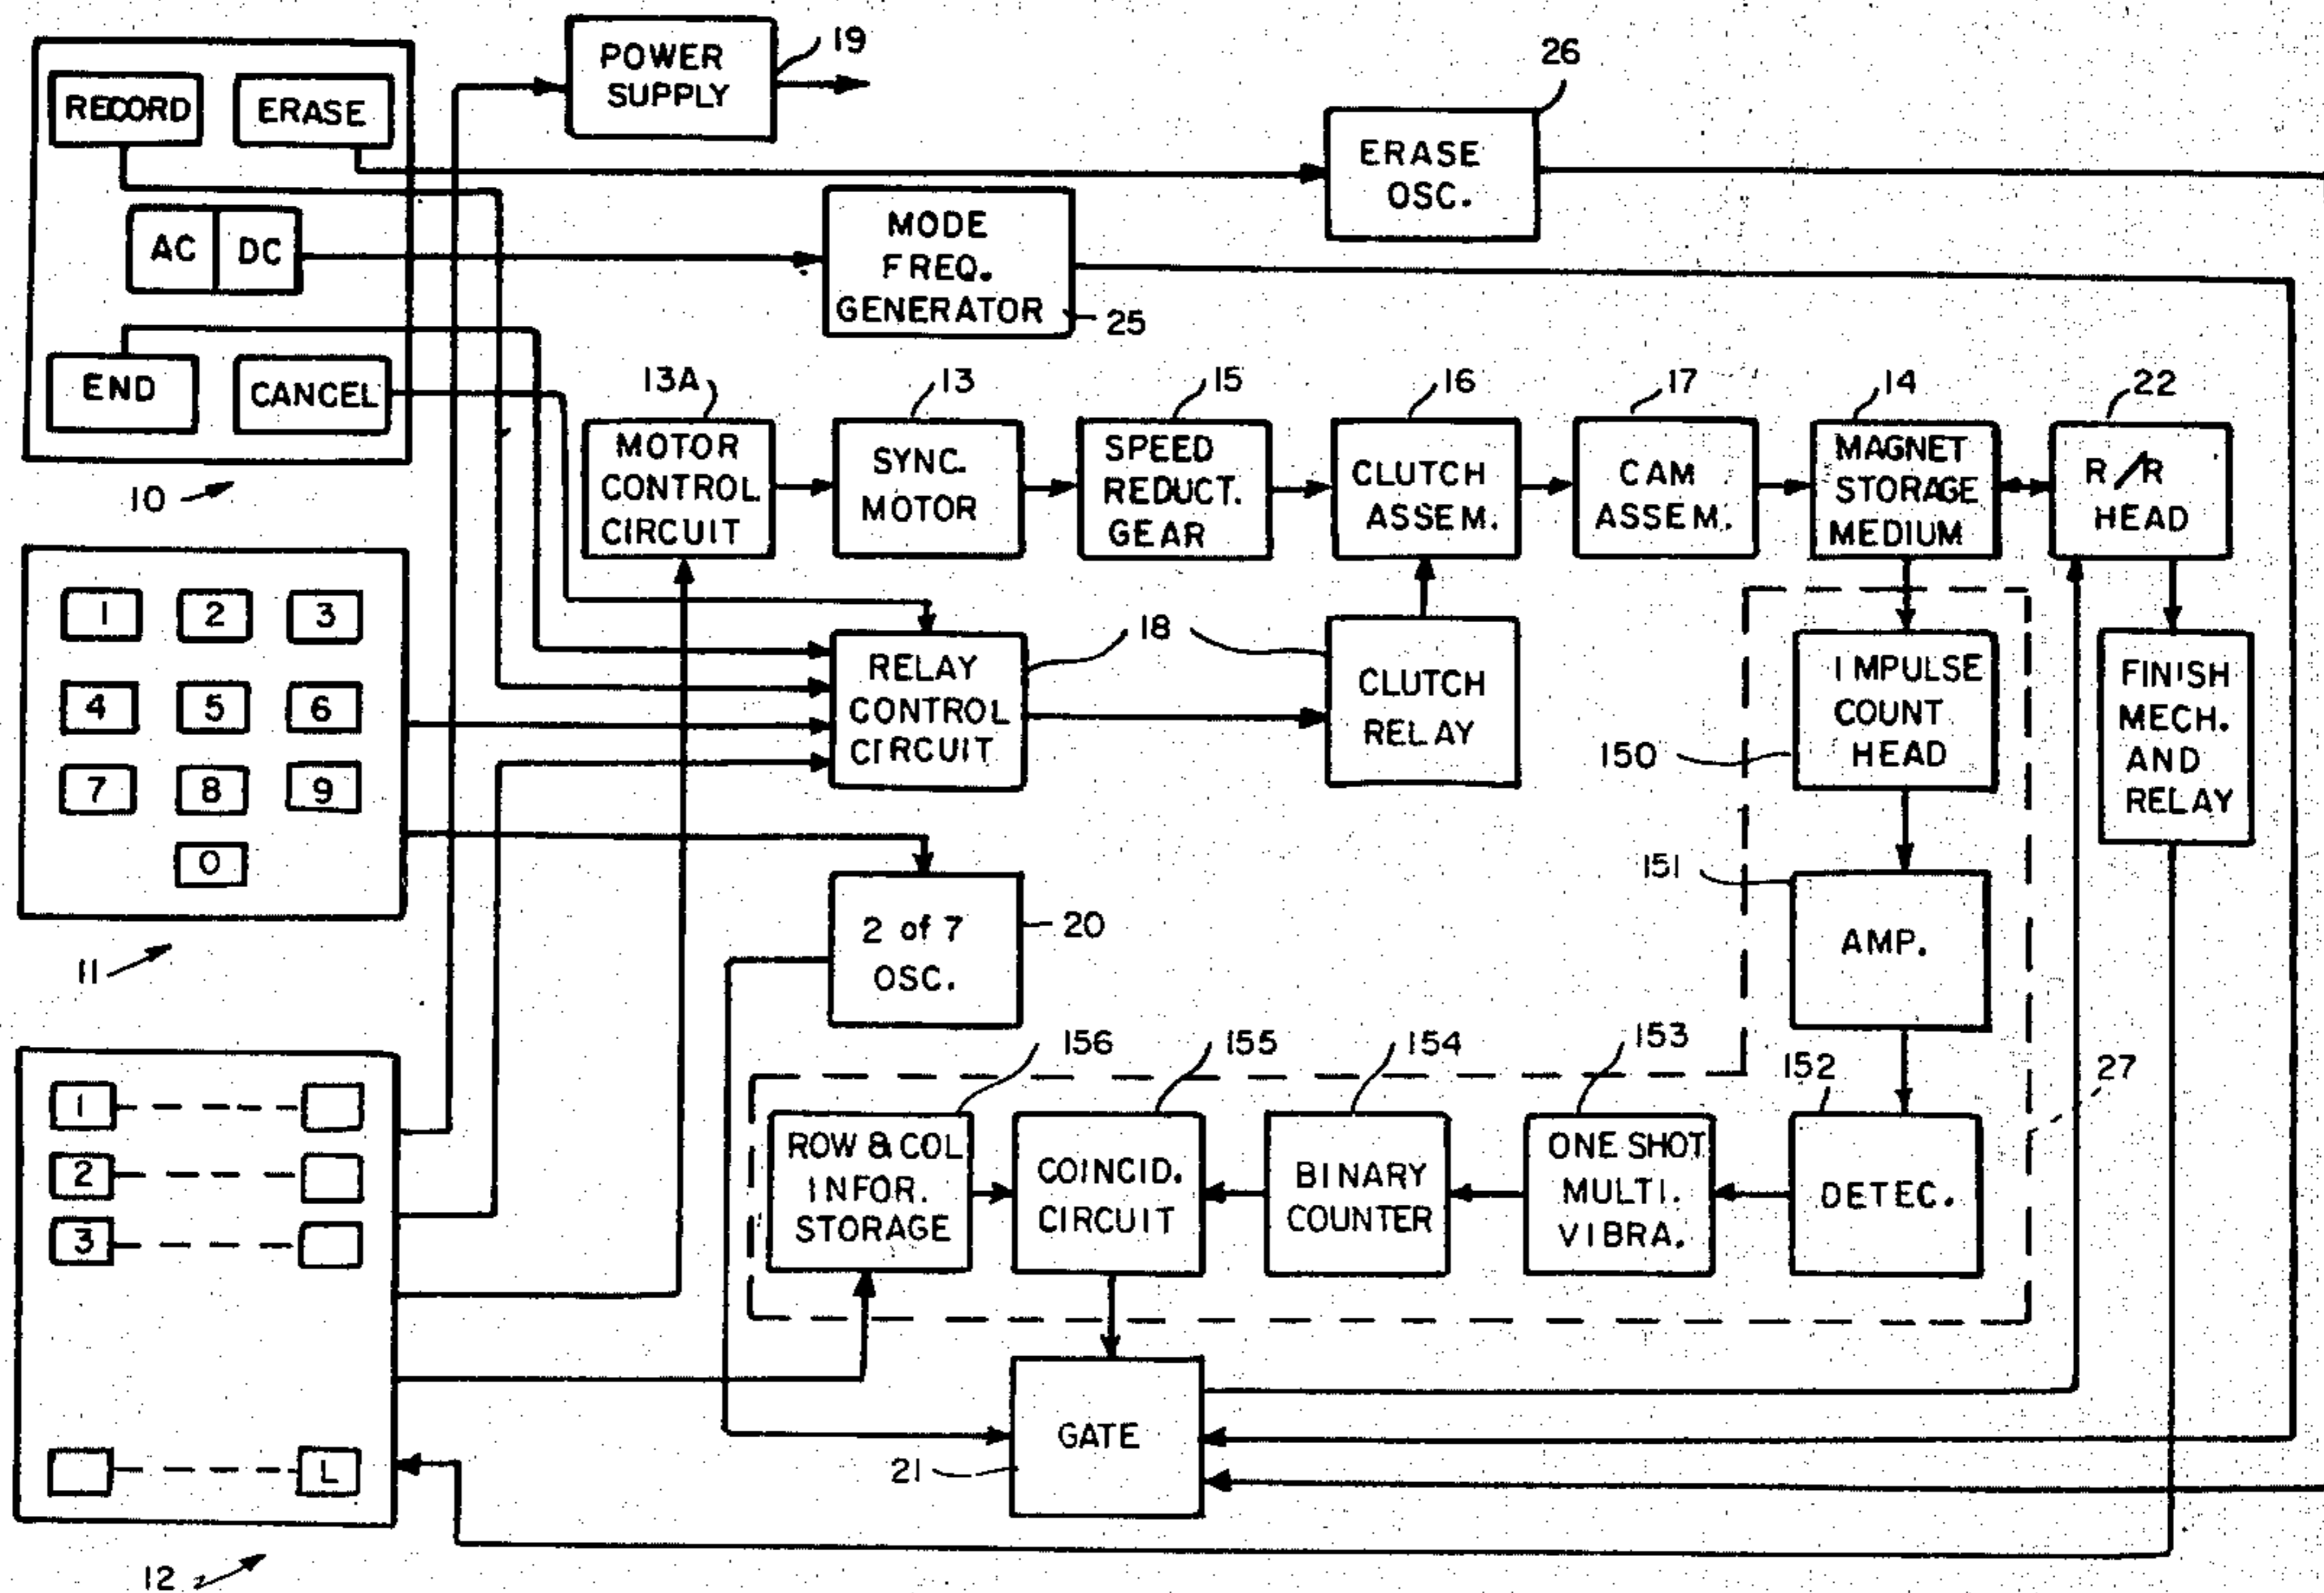 POWER
SUPPLY
19
RECORD
ERASE
AC
DC
END
CANCEL
10
26
ERASE
OSC.
MODE
FREQ.
GENERATOR
25
13A
MOTOR
CONTROL
CIRCUIT
13
SYNC.
MOTOR
15
SPEED
REDUCT.
GEAR
16
CLUTCH
ASSEM.
17
CAM
ASSEM.
14
MAGNET
STORAGE
MEDIUM
22
R/R
HEAD
1
2
3
4
5
6
7
8
9
0
11
RELAY
CONTROL
CIRCUIT
18
CLUTCH
RELAY
150
IMPULSE
COUNT
HEAD
FINISH
MECH.
AND
RELAY
2 of 7
OSC.
20
151
AMP.
156
155
154
153
152
27
ROW & COL
INFOR.
STORAGE
COINCID.
CIRCUIT
BINARY
COUNTER
ONE SHOT
MULTI.
VIBRA.
DETEC.
1
2
3
L
12
GATE
21